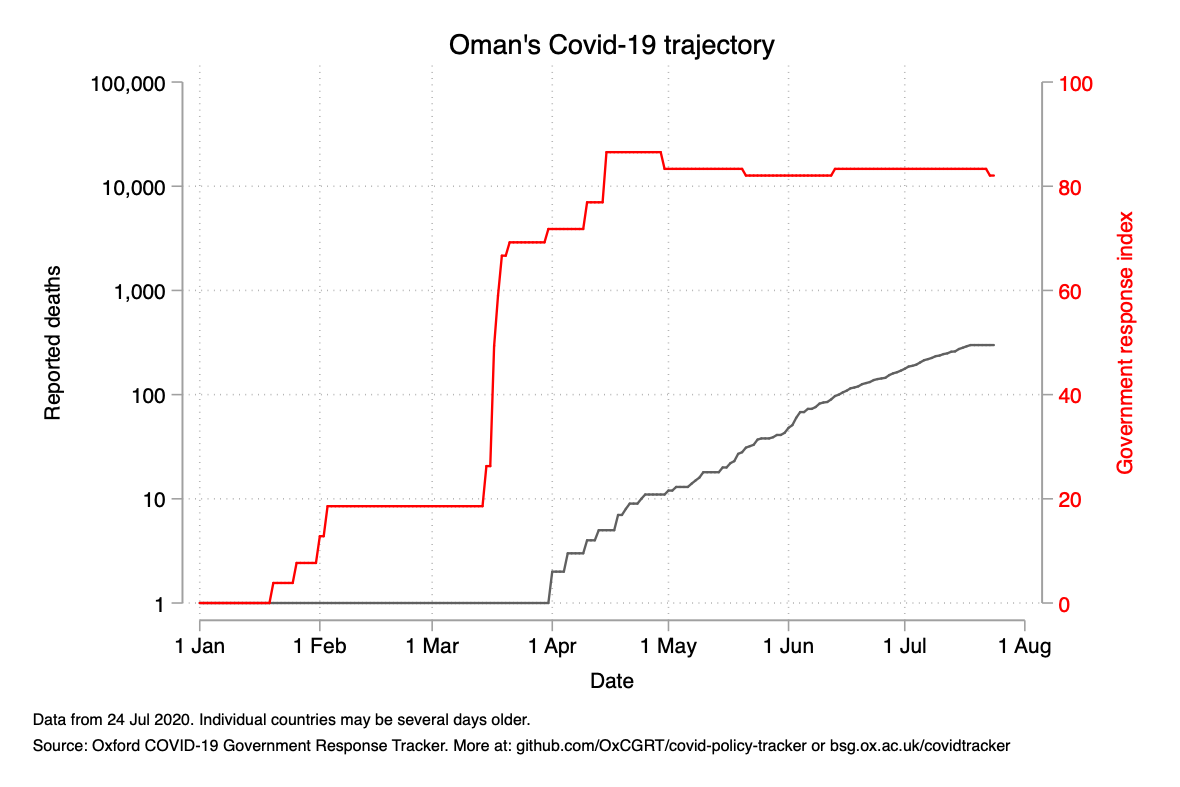 Oman's Covid-19 trajectory
100,000
10,000
1,000
100
10
1
Reported deaths
100
80
60
40
20
0
Government response index
1 Jan 1 Feb 1 Mar 1 Apr 1 May 1 Jun 1 Jul 1 Aug
Date
Data from 24 Jul 2020. Individual countries may be several days older.
Source: Oxford COVID-19 Government Response Tracker. More at: github.com/OxCGRT/covid-policy-tracker or bsg.ox.ac.uk/covidtracker